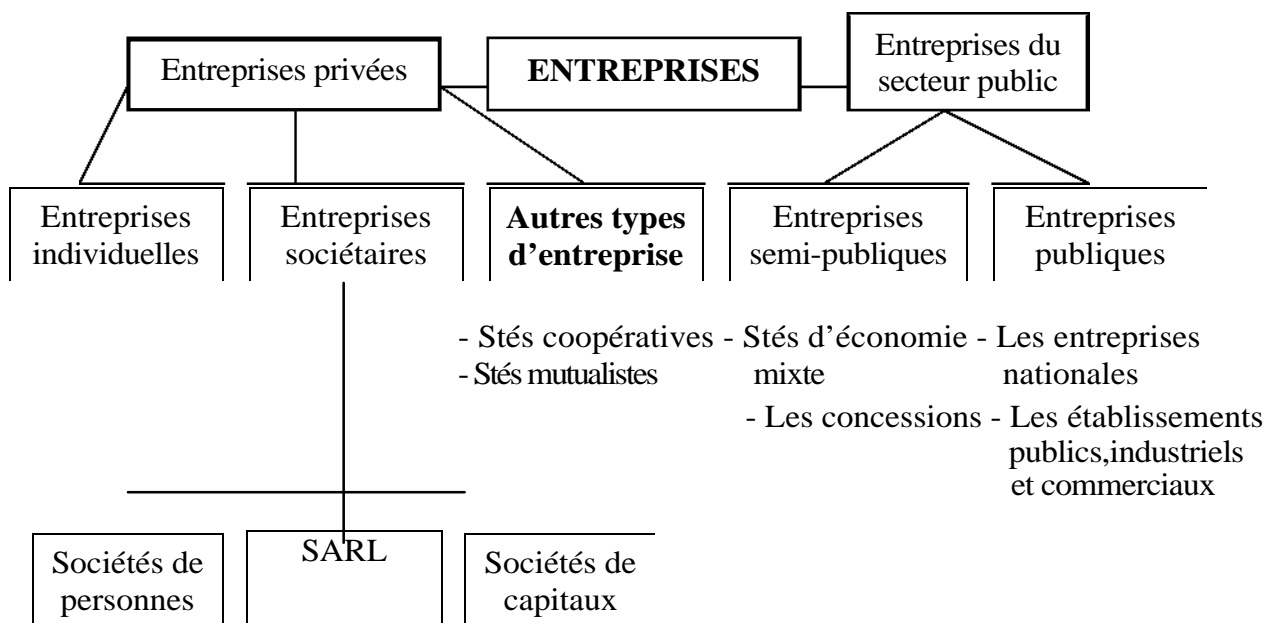 Entreprises privées
ENTREPRISES
Entreprises du
secteur public
Entreprises
individuelles
Entreprises
sociétaires
Autres types
d’entreprise
Entreprises
semi-publiques
Entreprises
publiques
- Stés coopératives
- Stés mutualistes
- Stés d’économie
mixte
- Les concessions
- Les entreprises
nationales
- Les établissements
publics,industriels
et commerciaux
Sociétés de
personnes
SARL
Sociétés de
capitaux